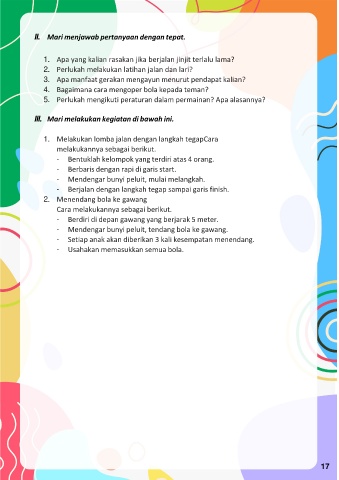 II. Mari menjawab pertanyaan dengan tepat.
1. Apa yang kalian rasakan jika berjalan jinjit terlalu lama?
2. Perlukah melakukan latihan jalan dan lari?
3. Apa manfaat gerakan mengayun menurut pendapat kalian?
4. Bagaimana cara mengoper bola kepada teman?
5. Perlukah mengikuti peraturan dalam permainan? Apa alasannya?
III. Mari melakukan kegiatan di bawah ini.
1. Melakukan lomba jalan dengan langkah tegapCara
melakukannya sebagai berikut.
- Bentuklah kelompok yang terdiri atas 4 orang.
- Berbaris dengan rapi di garis start.
- Mendengar bunyi peluit, mulai melangkah.
- Berjalan dengan langkah tegap sampai garis finish.
2. Menendang bola ke gawang
Cara melakukannya sebagai berikut.
- Berdiri di depan gawang yang berjarak 5 meter.
- Mendengar bunyi peluit, tendang bola ke gawang.
- Setiap anak akan diberikan 3 kali kesempatan menendang.
- Usahakan memasukkan semua bola.
17